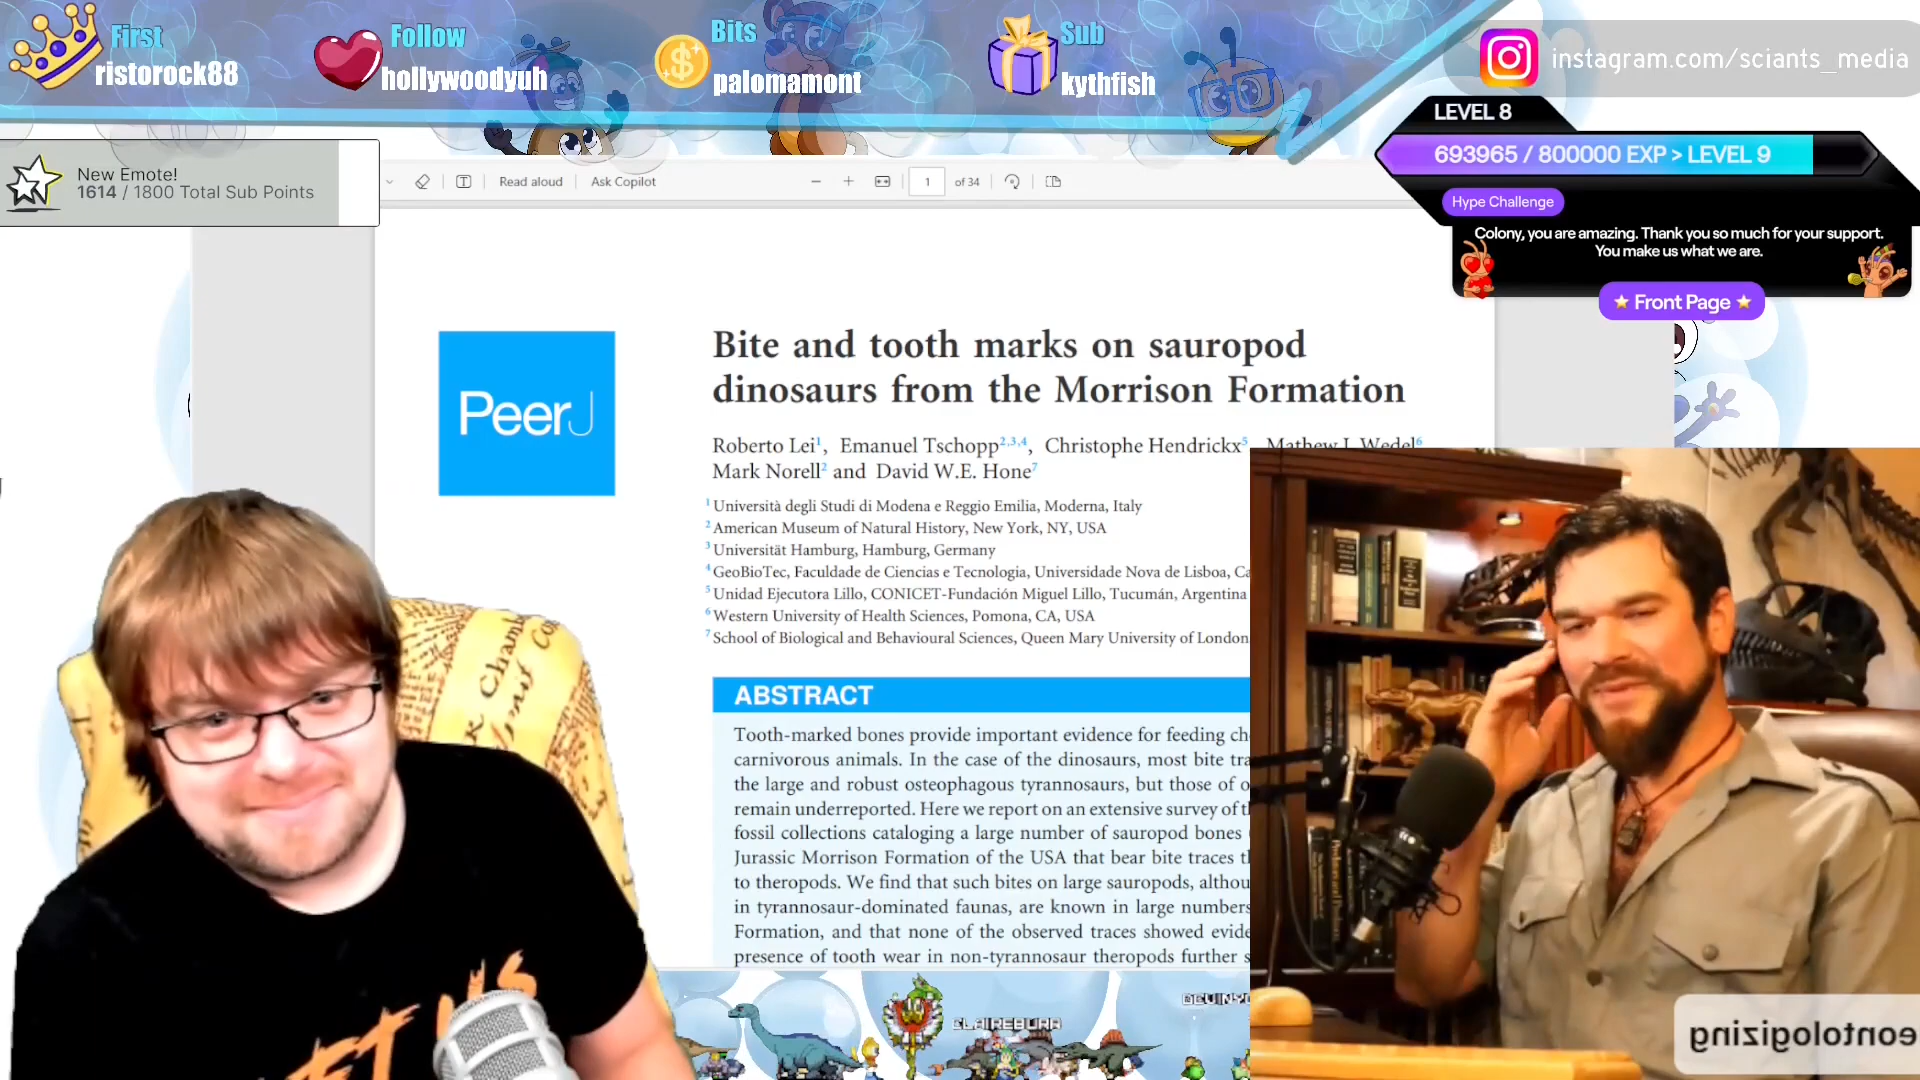 First
ristorock88
Follow
hollywoodyuh
Bits
palomamont
Sub
kythfish
instagram.com/sciants_media
LEVEL 8
693965 / 800000 EXP > LEVEL 9
Hype Challenge
Colony, you are amazing. Thank you so much for your support.
You make us what we are.
Front Page
New Emote!
1614 / 1800 Total Sub Points
Read aloud
Ask Copilot
1 of 34
PeerJ
Bite and tooth marks on sauropod
dinosaurs from the Morrison Formation
Roberto Lei1, Emanuel Tschopp2,3,4, Christophe Hendrickx5, Mathew J. Wedel6
Mark Norell2 and David W.E. Hone7
1 Università degli Studi di Modena e Reggio Emilia, Moderna, Italy
2 American Museum of Natural History, New York, NY, USA
3 Universität Hamburg, Hamburg, Germany
4 GeoBioTec, Faculdade de Ciencias e Tecnologia, Universidade Nova de Lisboa, Ca
5 Unidad Ejecutora Lillo, CONICET-Fundación Miguel Lillo, Tucumán, Argentina
6 Western University of Health Sciences, Pomona, CA, USA
7 School of Biological and Behavioural Sciences, Queen Mary University of London
ABSTRACT
Tooth-marked bones provide important evidence for feeding ch
carnivorous animals. In the case of the dinosaurs, most bite tra
the large and robust osteophagous tyrannosaurs, but those of o
remain underreported. Here we report on an extensive survey of t
fossil collections cataloging a large number of sauropod bones
Jurassic Morrison Formation of the USA that bear bite traces t
to theropods. We find that such bites on large sauropods, althou
in tyrannosaur-dominated faunas, are known in large numbers
Formation, and that none of the observed traces showed evide
presence of tooth wear in non-tyrannosaur theropods further s
CLAIREBURR
eontologizing